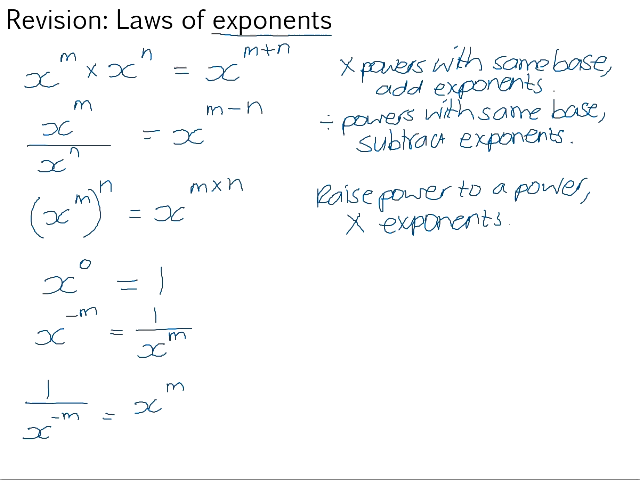 Revision: Laws of exponents
x^m × x^n = x^{m+n}
× powers with same base,
add exponents.
x^m / x^n = x^{m-n}
÷ powers with same base,
subtract exponents.
(x^m)^n = x^{m×n}
Raise power to a power,
× exponents.
x^0 = 1
x^{-m} = 1 / x^m
1 / x^{-m} = x^m